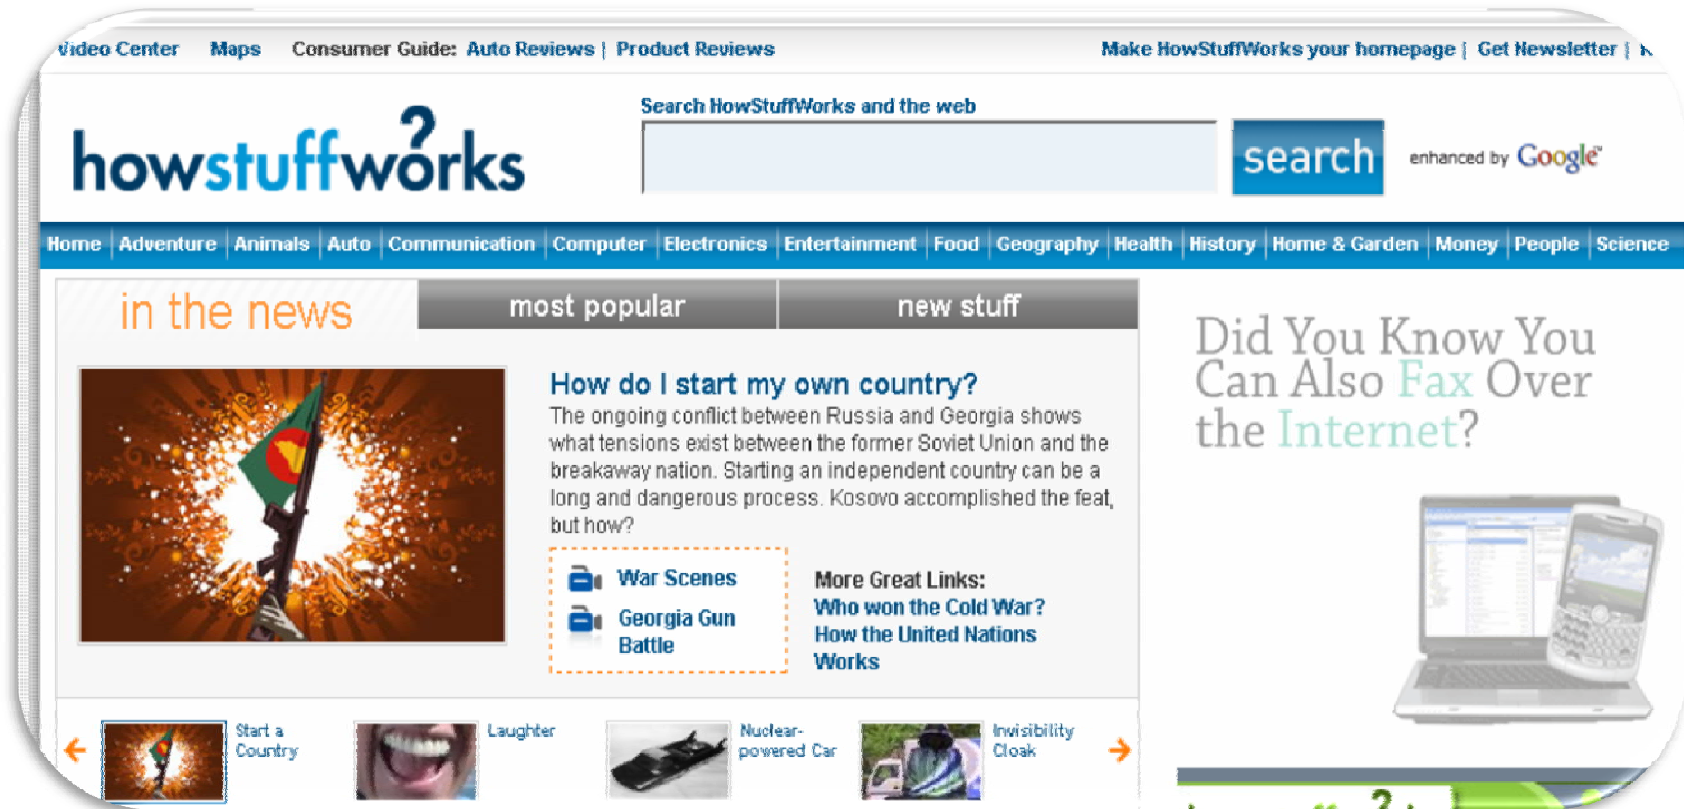 Video Center Maps Consumer Guide: Auto Reviews | Product Reviews
Make HowStuffWorks your homepage | Get Newsletter |
Search HowStuffWorks and the web
howstuffworks
search
enhanced by Google™
Home Adventure Animals Auto Communication Computer Electronics Entertainment Food Geography Health History Home & Garden Money People Science
in the news
most popular
new stuff
How do I start my own country?
The ongoing conflict between Russia and Georgia shows
what tensions exist between the former Soviet Union and the
breakaway nation. Starting an independent country can be a
long and dangerous process. Kosovo accomplished the feat,
but how?
War Scenes
Georgia Gun
Battle
More Great Links:
Who won the Cold War?
How the United Nations
Works
Did You Know You
Can Also Fax Over
the Internet?
Start a
Country
Laughter
Nuclear-
powered Car
Invisibility
Cloak